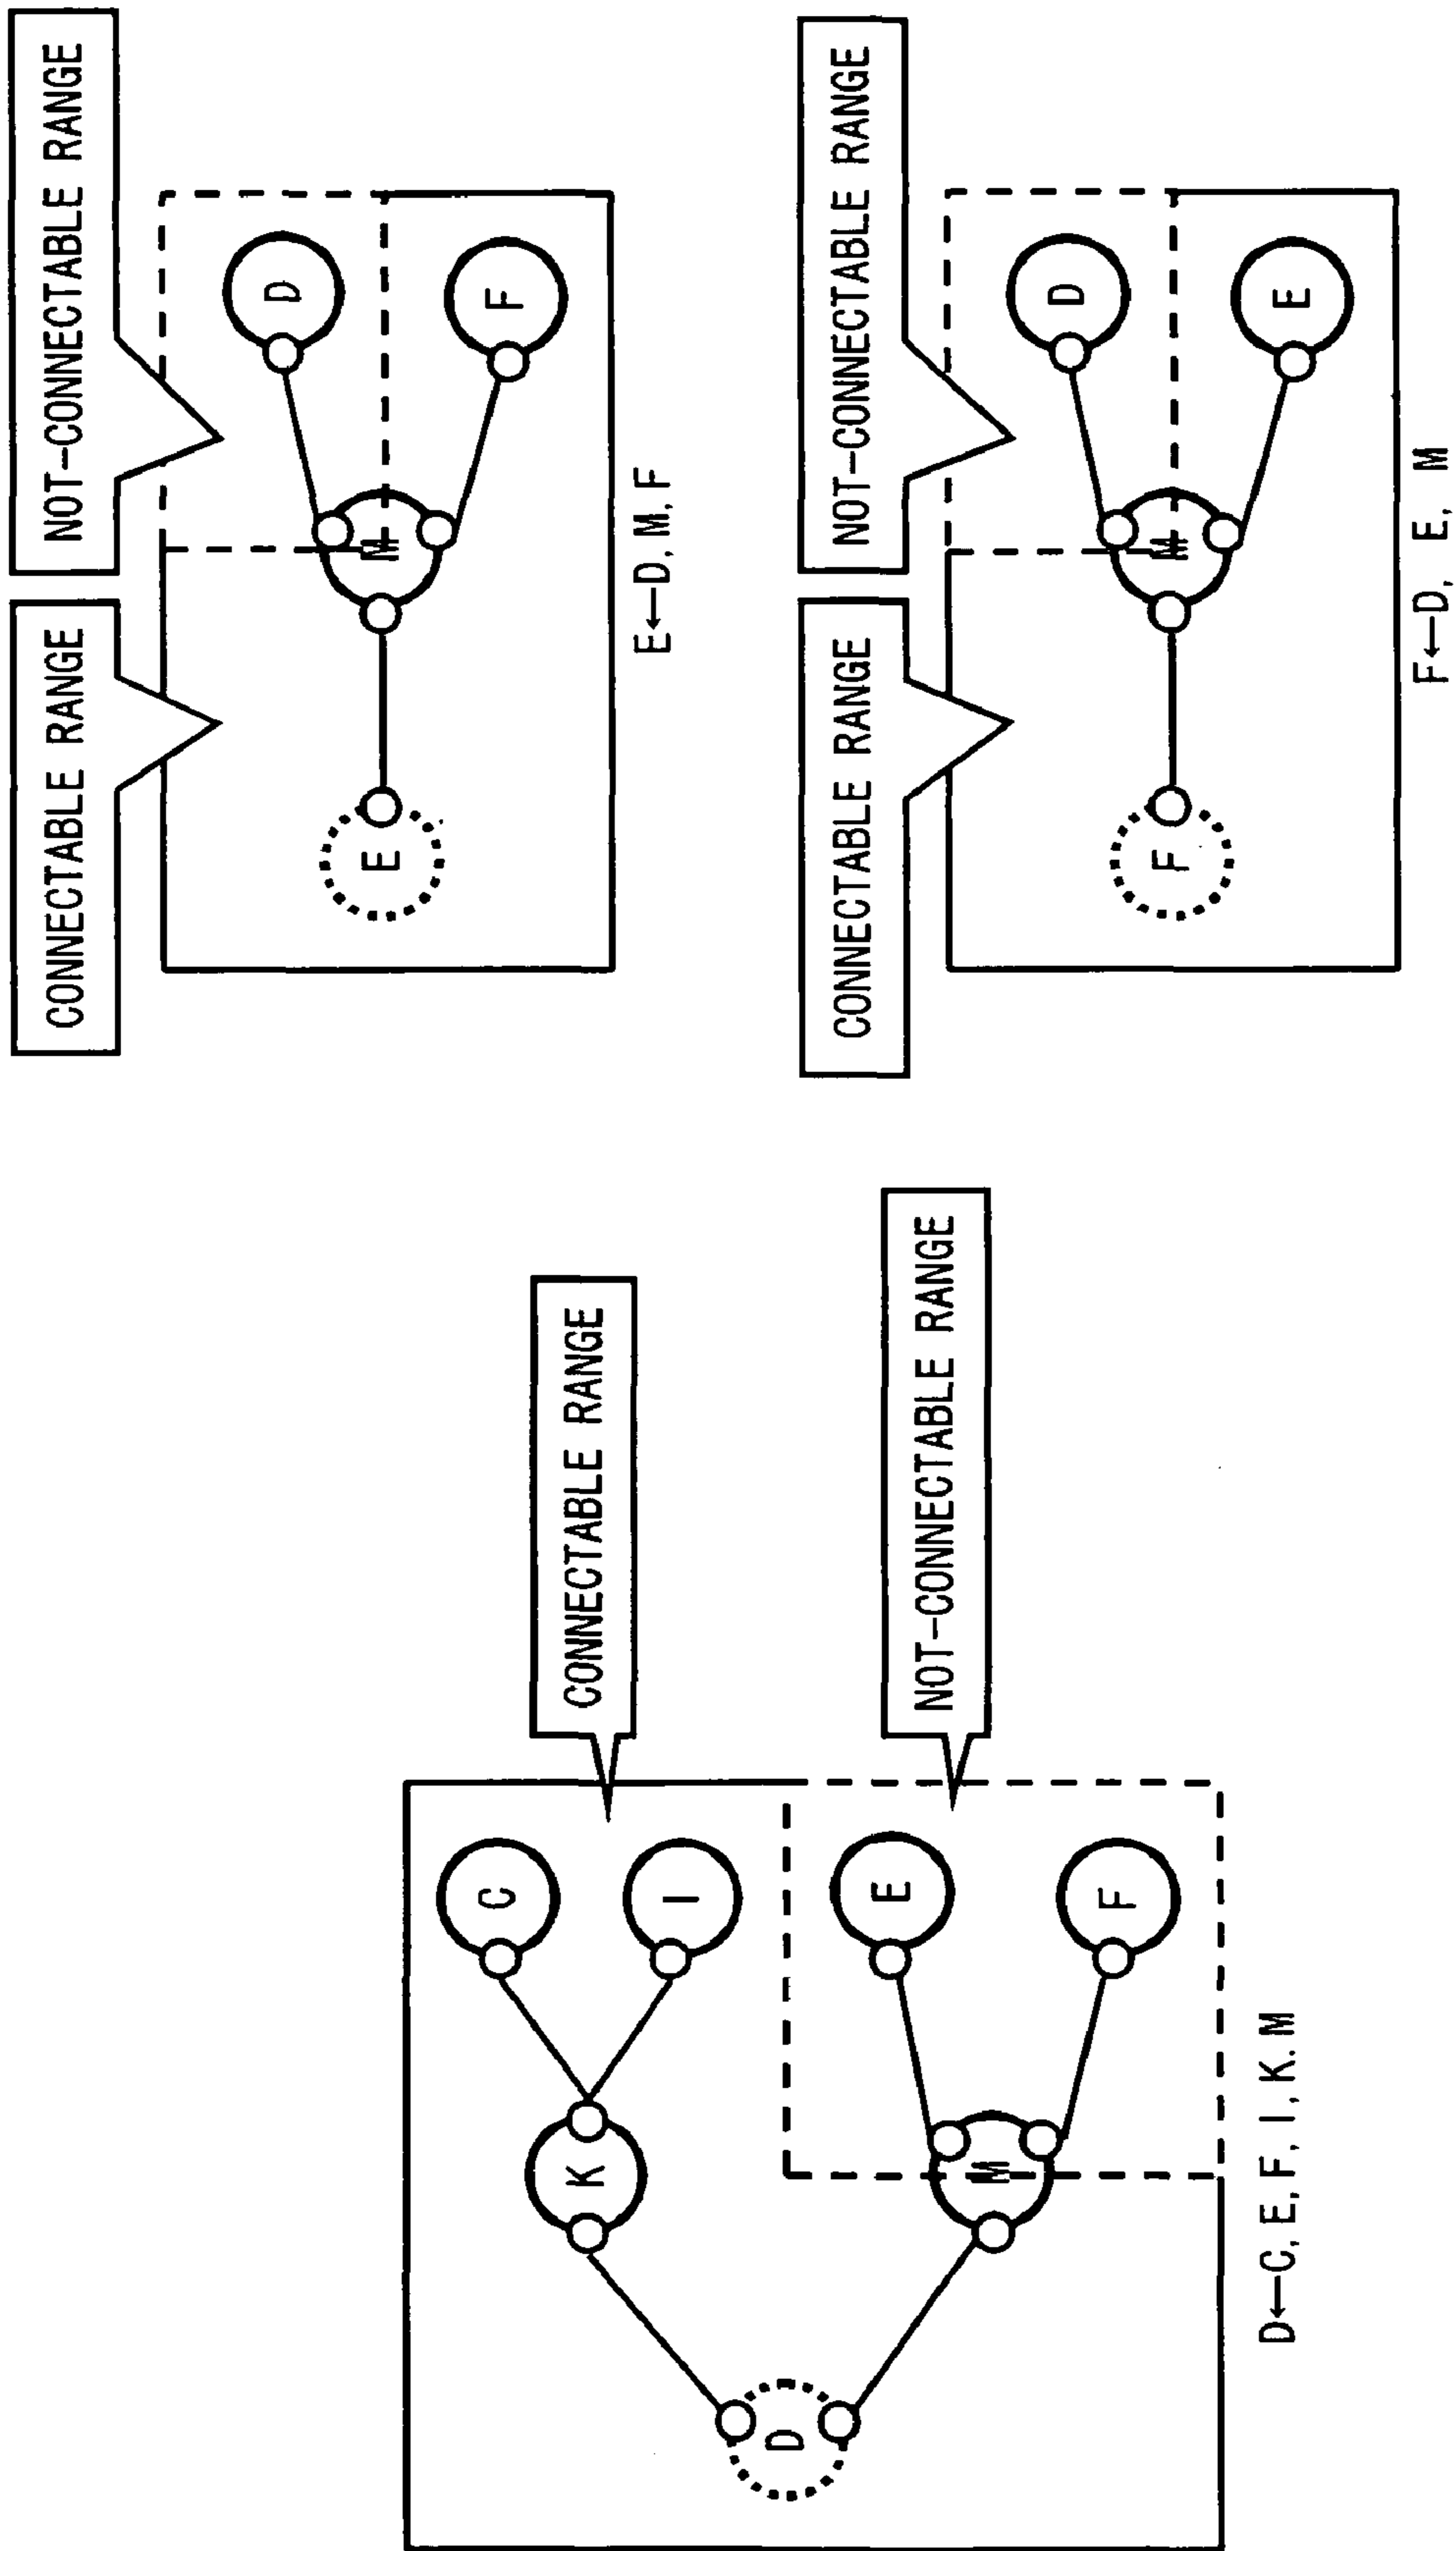 C
CONNECTABLE RANGE
K
I
D
E
NOT-CONNECTABLE RANGE
M
F
D←C, E, F, I, K. M
CONNECTABLE RANGE
NOT-CONNECTABLE RANGE
D
E
M
F
E←D, M, F
CONNECTABLE RANGE
NOT-CONNECTABLE RANGE
D
F
M
E
F←D, E, M